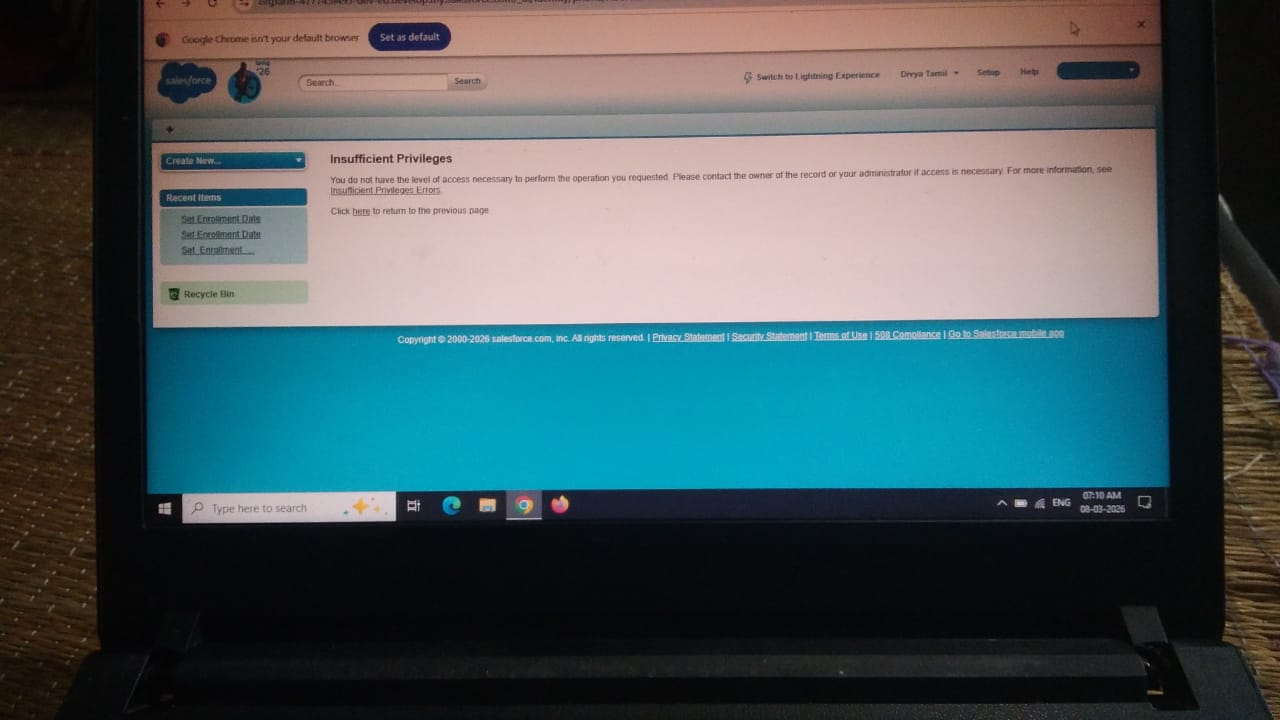 Google Chrome isn't your default browser Set as default
salesforce
'26
Search... Search
Switch to Lightning Experience Divya Tamil Setup Help
+
Create New...
Recent Items
Set Enrollment Date
Set Enrollment Date
Set_Enrollment_...
Recycle Bin
Insufficient Privileges
You do not have the level of access necessary to perform the operation you requested. Please contact the owner of the record or your administrator if access is necessary. For more information, see
Insufficient Privileges Errors.
Click here to return to the previous page.
Copyright © 2000-2026 salesforce.com, inc. All rights reserved. | Privacy Statement | Security Statement | Terms of Use | 508 Compliance | Go to Salesforce mobile app
Type here to search
ENG
07:10 AM
08-03-2026